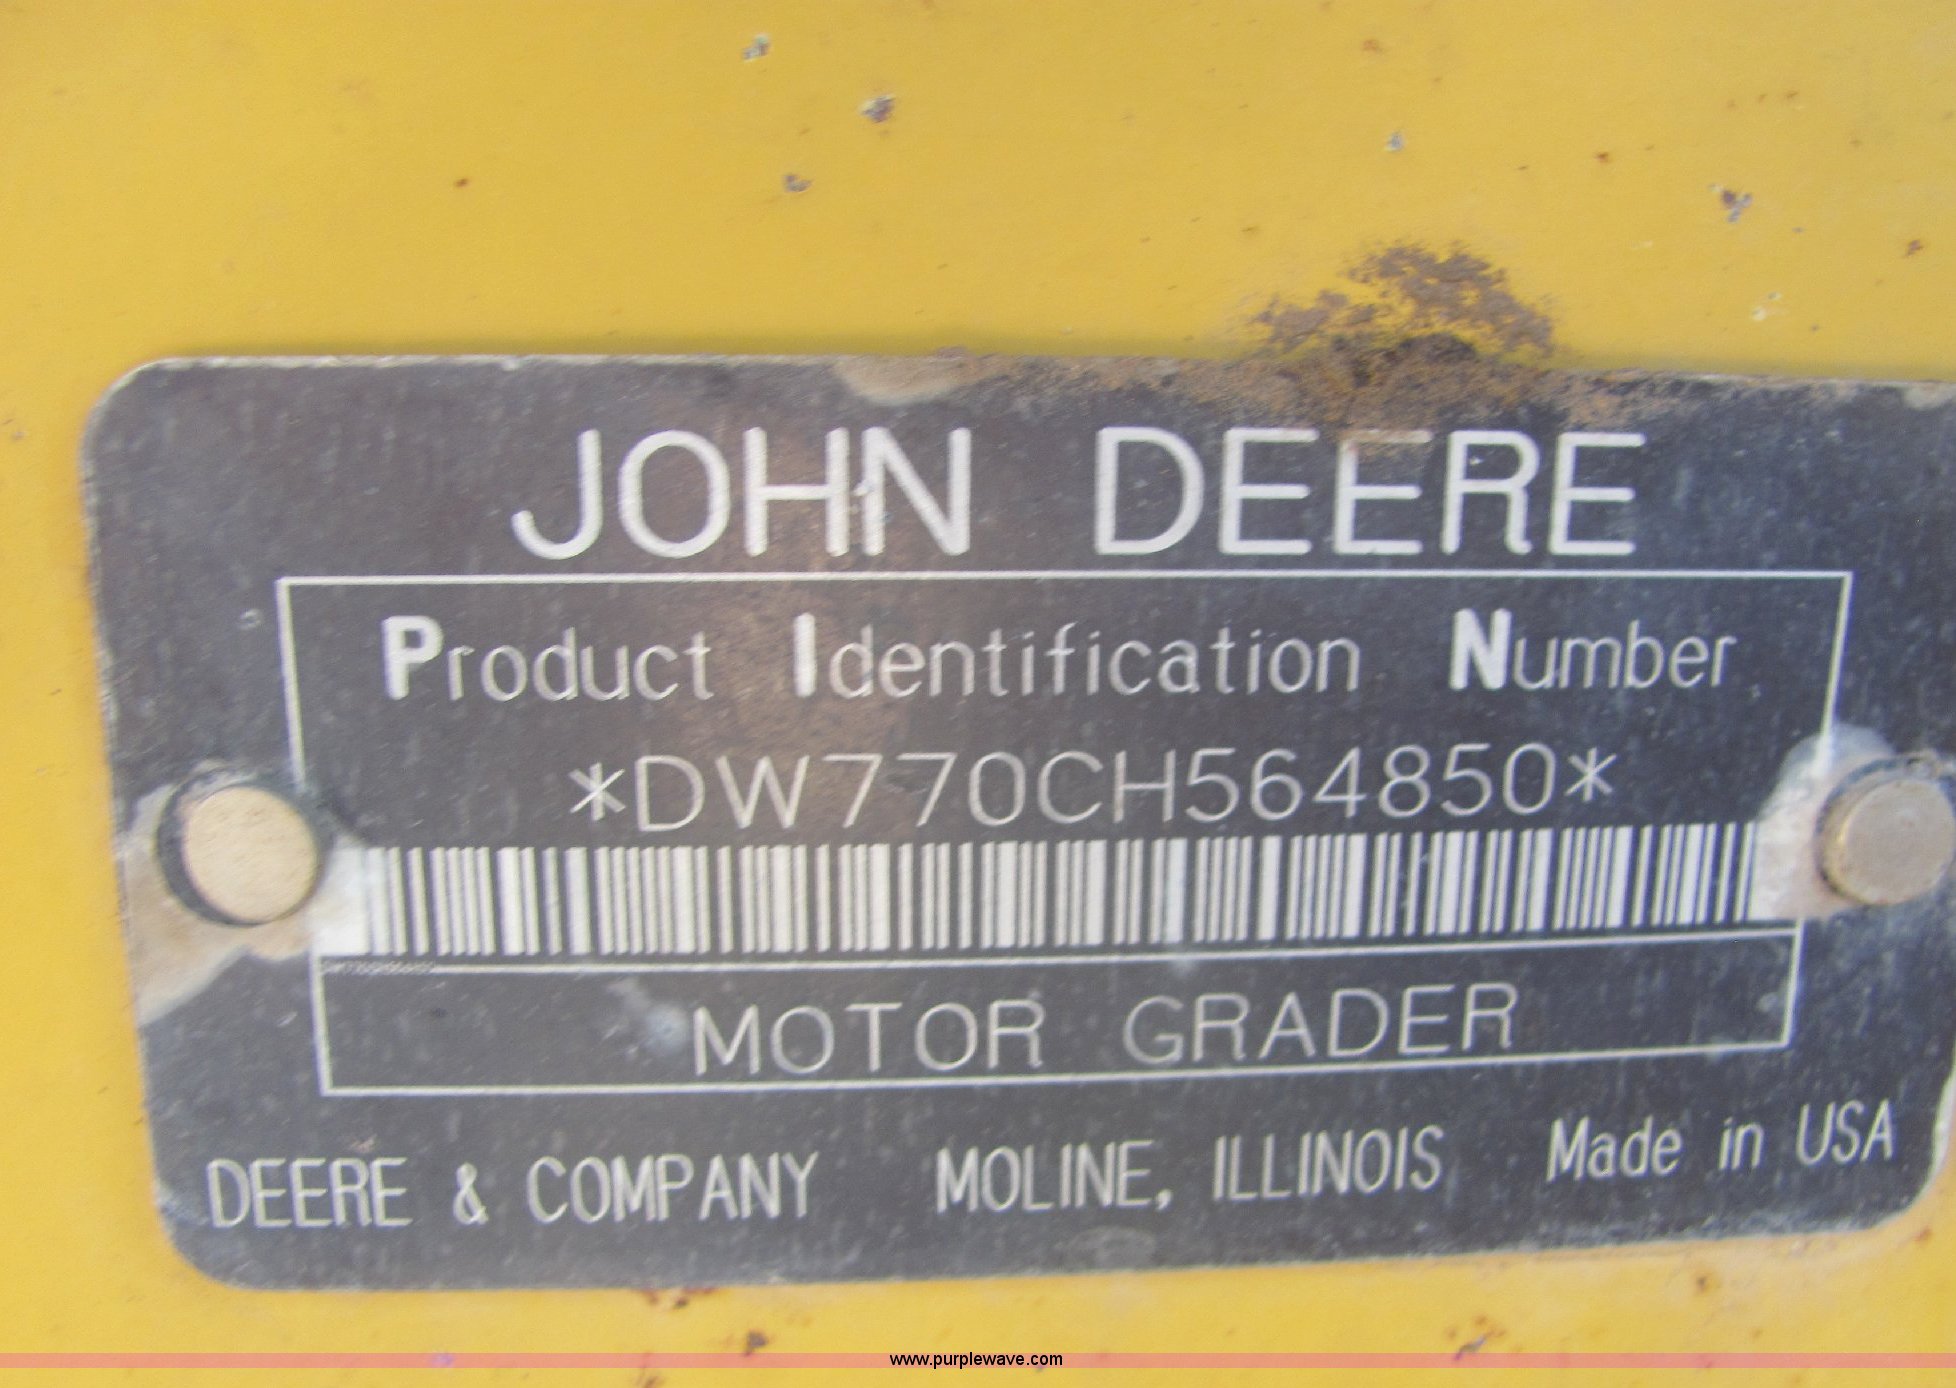 JOHN DEERE
Product Identification Number
*DW770CH564850*
MOTOR GRADER
DEERE & COMPANY MOLINE, ILLINOIS Made in USA
www.purplewave.com